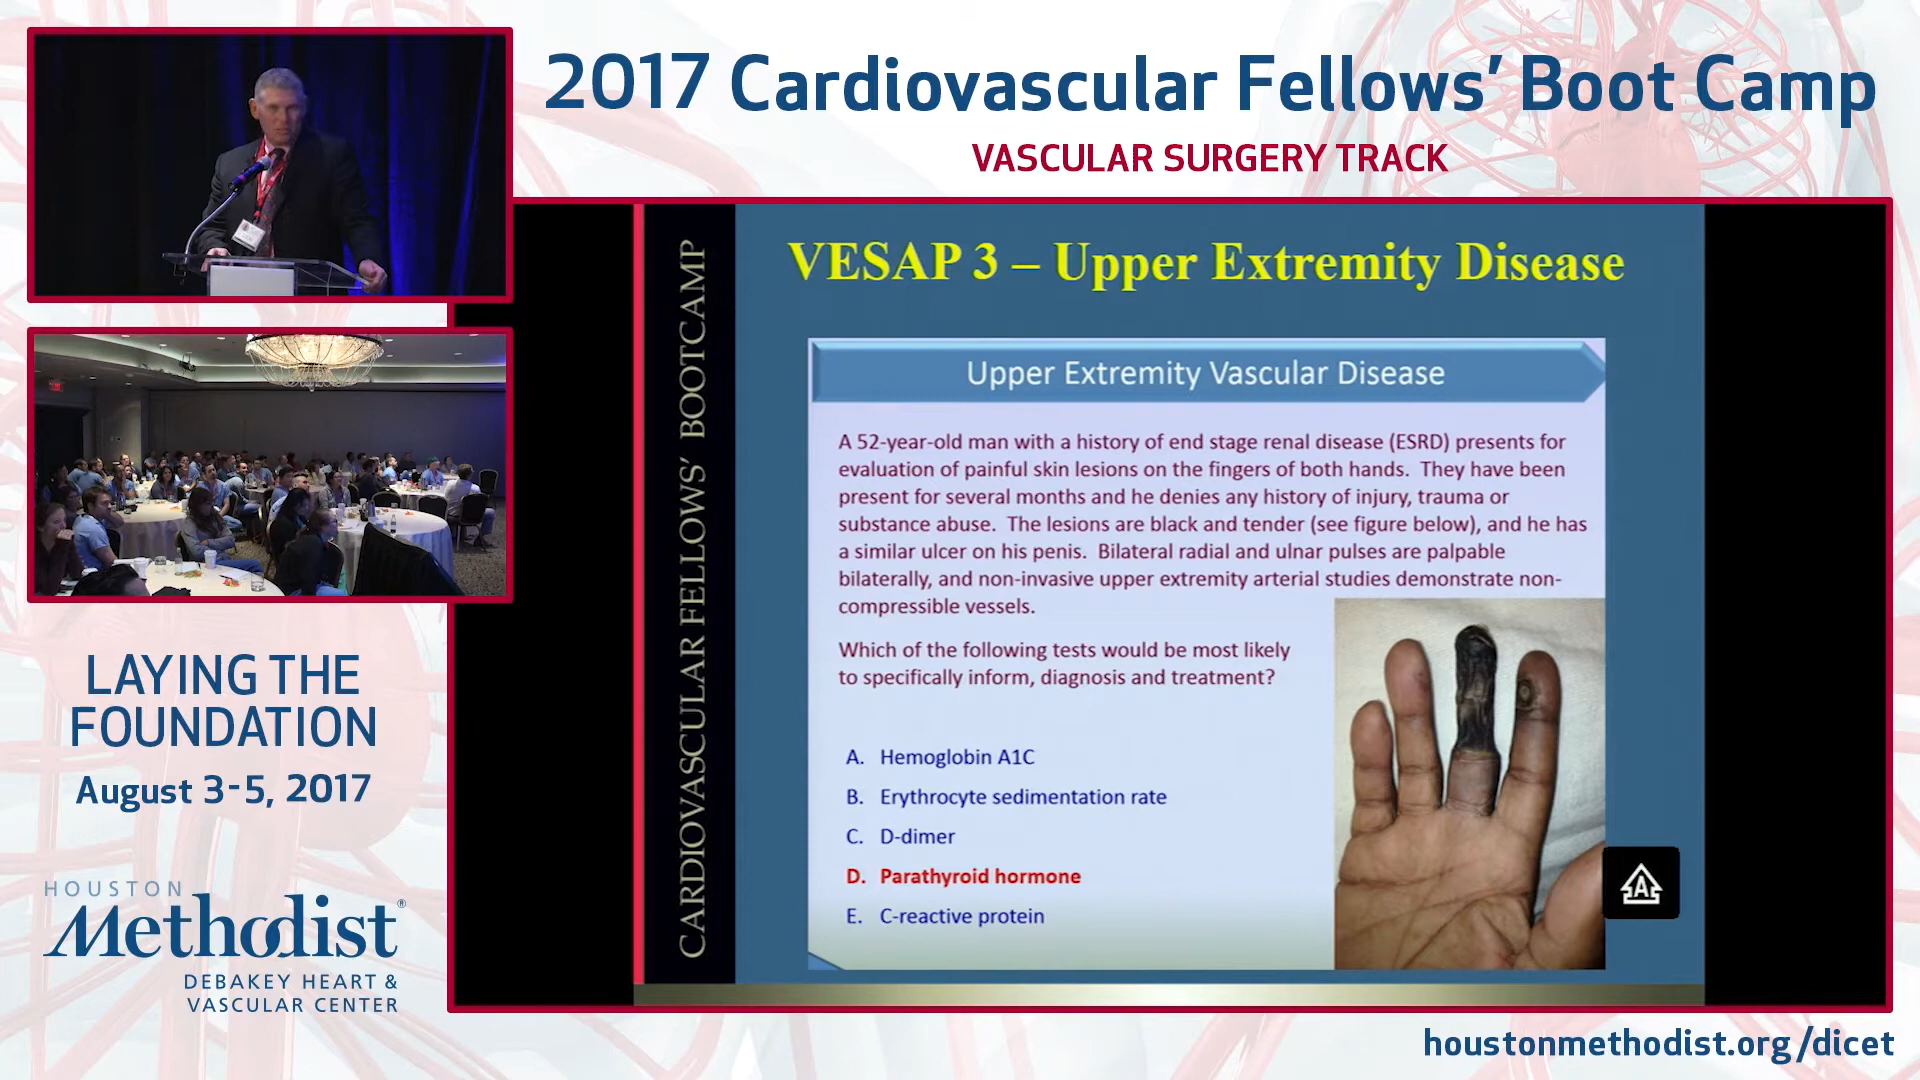 2017 Cardiovascular Fellows' Boot Camp
VASCULAR SURGERY TRACK
CARDIOVASCULAR FELLOWS' BOOTCAMP
VESAP 3 – Upper Extremity Disease
Upper Extremity Vascular Disease
A 52-year-old man with a history of end stage renal disease (ESRD) presents for
evaluation of painful skin lesions on the fingers of both hands. They have been
present for several months and he denies any history of injury, trauma or
substance abuse. The lesions are black and tender (see figure below), and he has
a similar ulcer on his penis. Bilateral radial and ulnar pulses are palpable
bilaterally, and non-invasive upper extremity arterial studies demonstrate non-
compressible vessels.
Which of the following tests would be most likely
to specifically inform, diagnosis and treatment?
A. Hemoglobin A1C
B. Erythrocyte sedimentation rate
C. D-dimer
D. Parathyroid hormone
E. C-reactive protein
A
LAYING THE
FOUNDATION
August 3-5, 2017
HOUSTON
Methodist®
DEBAKEY HEART &
VASCULAR CENTER
houstonmethodist.org/dicet